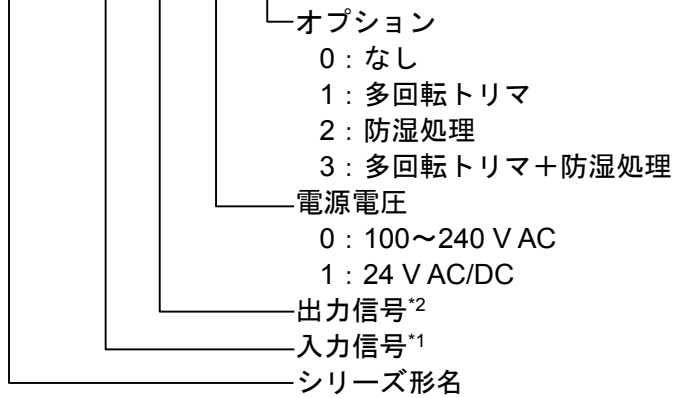 オプション
0：なし
1：多回転トリマ
2：防湿処理
3：多回転トリマ＋防湿処理
電源電圧
0：100～240 V AC
1：24 V AC/DC
出力信号*2
入力信号*1
シリーズ形名